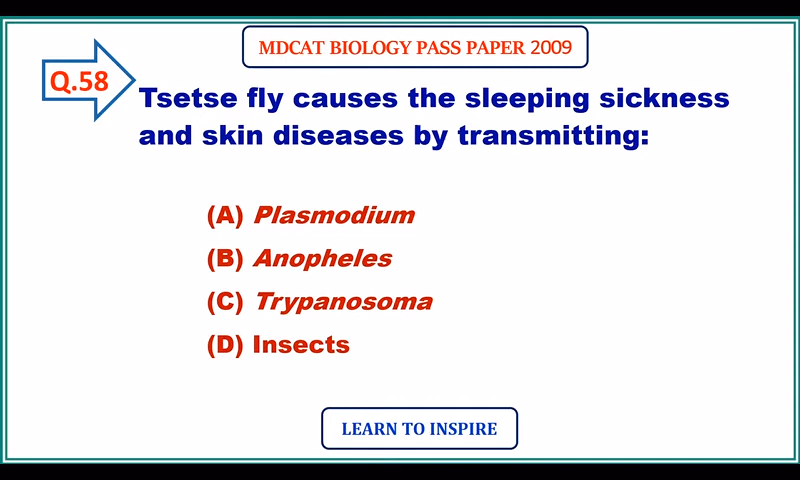 MDCAT BIOLOGY PASS PAPER 2009
Q.58
Tsetse fly causes the sleeping sickness
and skin diseases by transmitting:
(A) Plasmodium
(B) Anopheles
(C) Trypanosoma
(D) Insects
LEARN TO INSPIRE